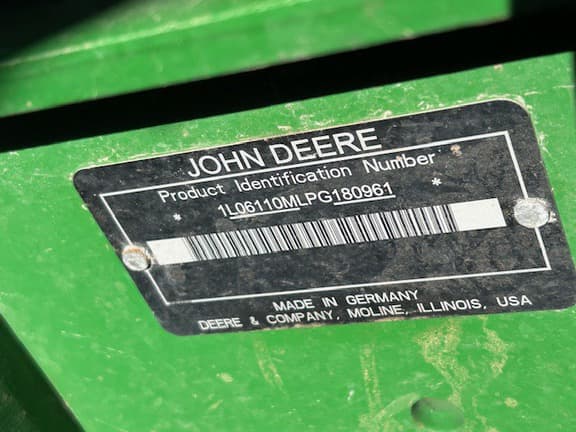 JOHN DEERE
Product Identification Number
* 1L06110MLPG180961 *
MADE IN GERMANY
DEERE & COMPANY, MOLINE, ILLINOIS, USA